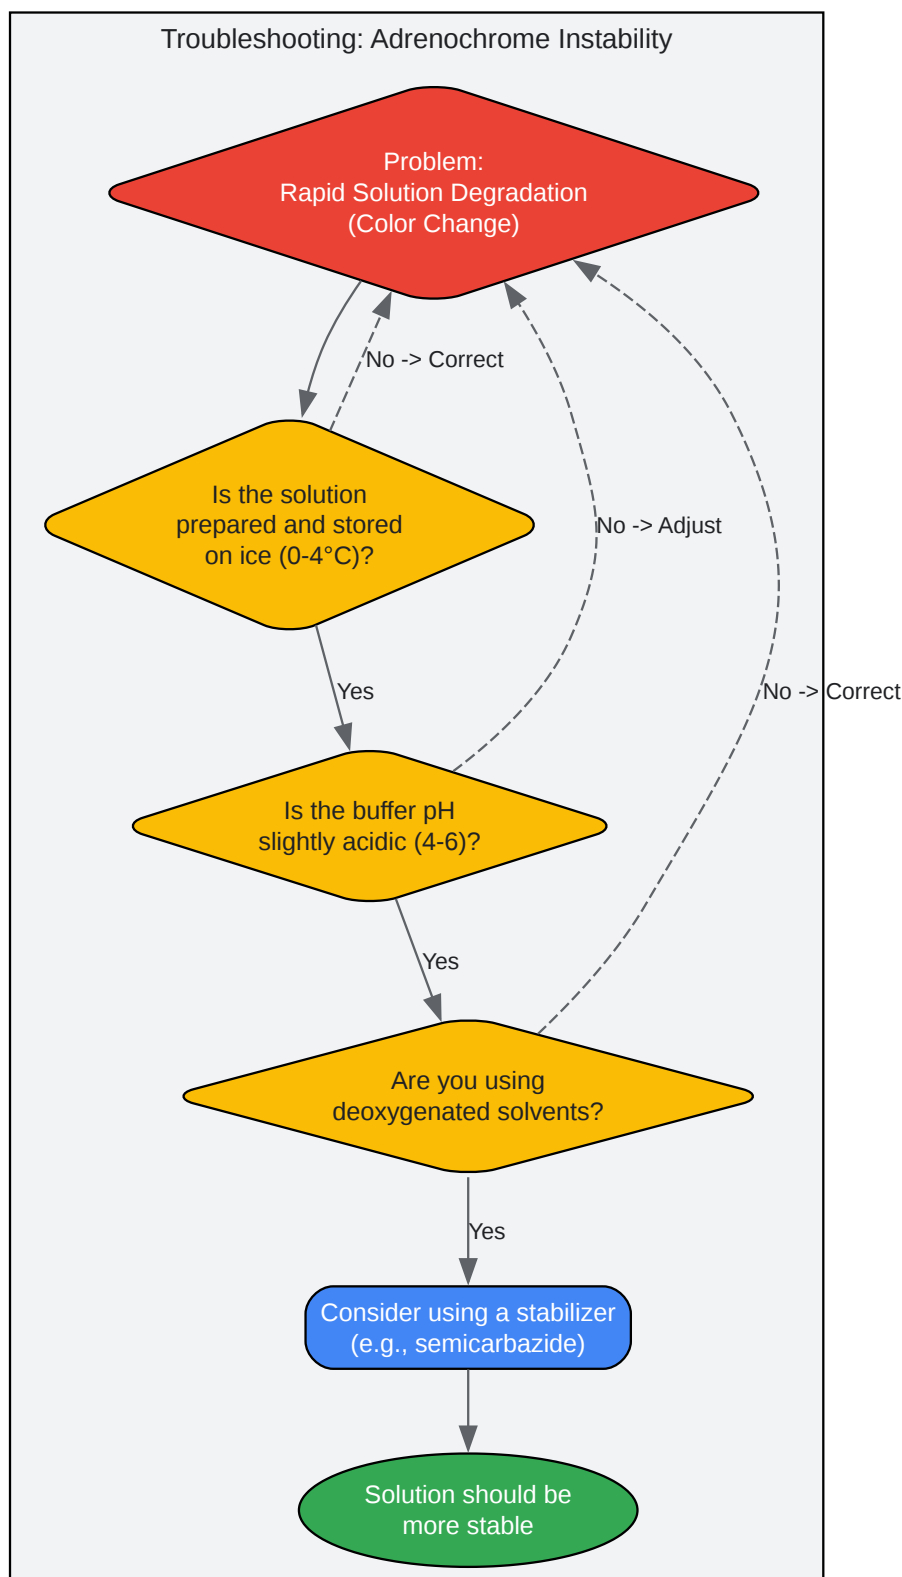 Troubleshooting: Adrenochrome Instability
Problem:
Rapid Solution Degradation
(Color Change)
No -> Correct
Is the solution
prepared and stored
on ice (0-4°C)?
No -> Adjust
Yes
No -> Correct
Is the buffer pH
slightly acidic (4-6)?
Yes
Are you using
deoxygenated solvents?
Yes
Consider using a stabilizer
(e.g., semicarbazide)
Solution should be
more stable